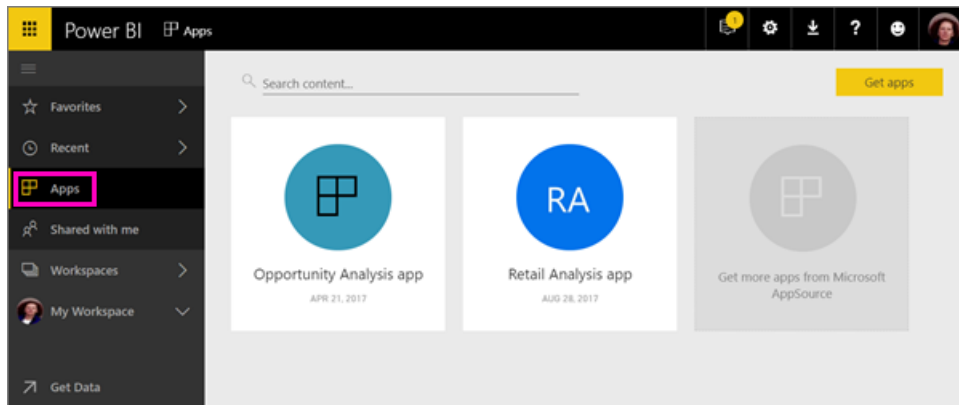 Power BI Apps 1 ?
Search content...
Get apps
Favorites
Recent
Apps
Shared with me
Workspaces
My Workspace
Get Data
RA
Opportunity Analysis app
APR 21, 2017
Retail Analysis app
AUG 28, 2017
Get more apps from Microsoft
AppSource